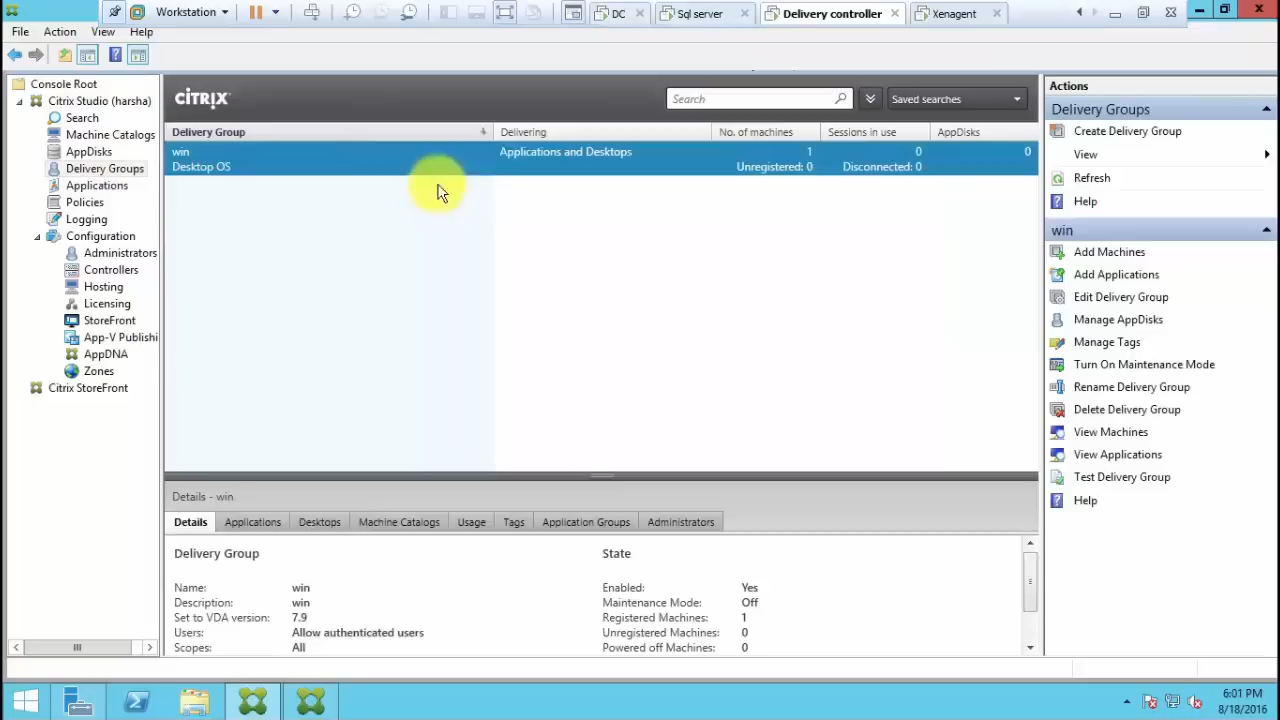 Workstation
DC
Sql server
Delivery controller
Xenagent
File Action View Help
Console Root
Citrix Studio (harsha)
Search
Machine Catalogs
AppDisks
Delivery Groups
Applications
Policies
Logging
Configuration
Administrators
Controllers
Hosting
Licensing
StoreFront
App-V Publishi
AppDNA
Zones
Citrix StoreFront
CITRIX
Search
Saved searches
Delivery Group Delivering No. of machines Sessions in use AppDisks
win Applications and Desktops 1 0 0
Desktop OS Unregistered: 0 Disconnected: 0
Details - win
Details Applications Desktops Machine Catalogs Usage Tags Application Groups Administrators
Delivery Group
Name: win
Description: win
Set to VDA version: 7.9
Users: Allow authenticated users
Scopes: All
State
Enabled: Yes
Maintenance Mode: Off
Registered Machines: 1
Unregistered Machines: 0
Powered off Machines: 0
Actions
Delivery Groups
Create Delivery Group
View
Refresh
Help
win
Add Machines
Add Applications
Edit Delivery Group
Manage AppDisks
Manage Tags
Turn On Maintenance Mode
Rename Delivery Group
Delete Delivery Group
View Machines
View Applications
Test Delivery Group
Help
6:01 PM
8/18/2016